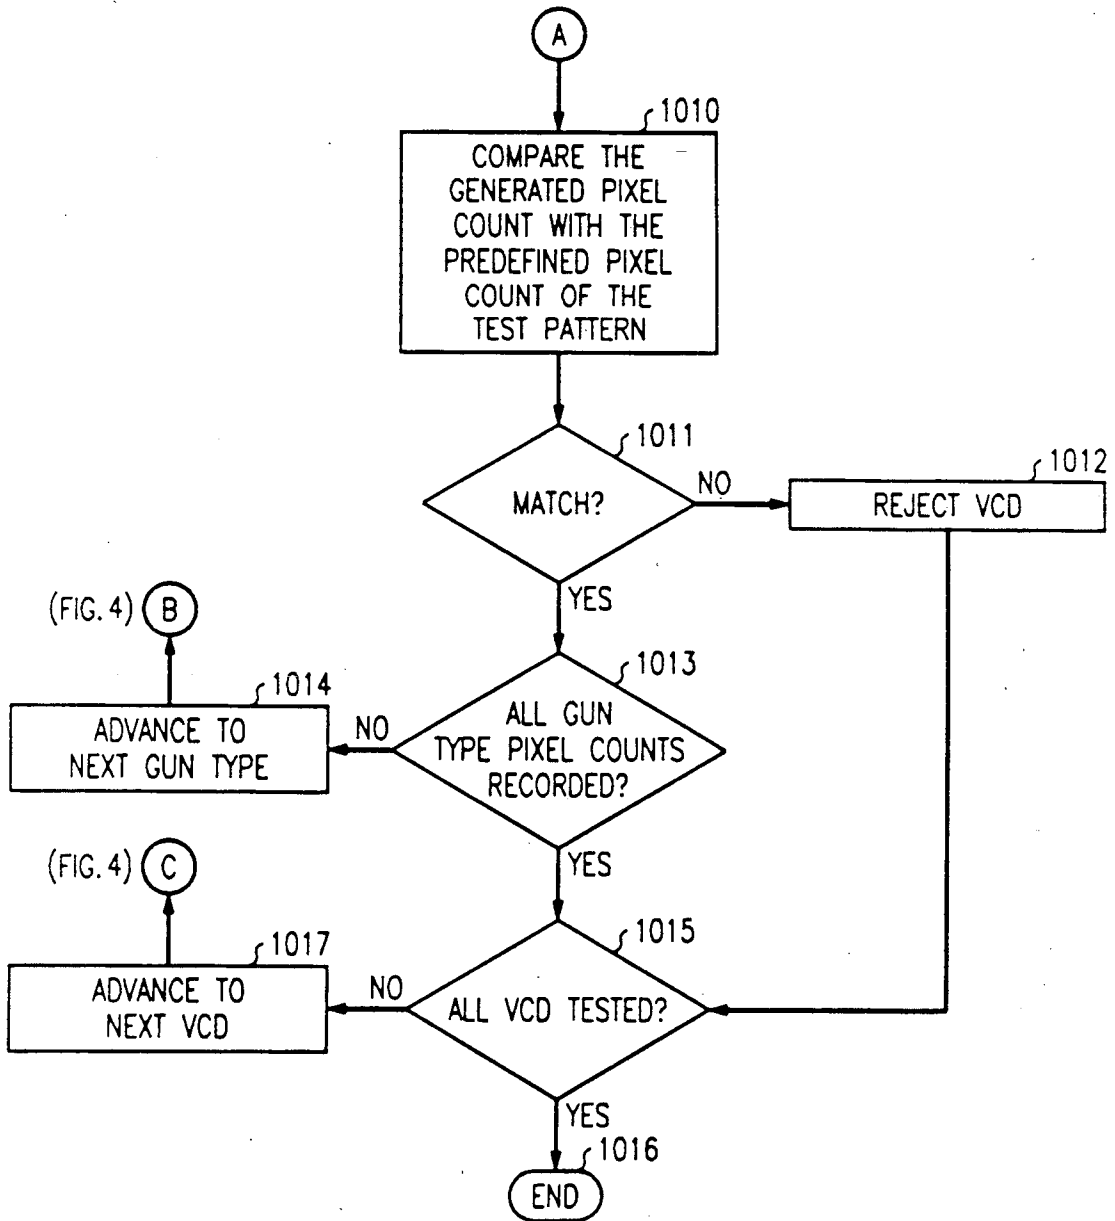 A
1010
COMPARE THE
GENERATED PIXEL
COUNT WITH THE
PREDEFINED PIXEL
COUNT OF THE
TEST PATTERN
1011
MATCH?
NO
1012
REJECT VCD
YES
(FIG. 4) B
1013
1014
ALL GUN
TYPE PIXEL COUNTS
RECORDED?
NO
ADVANCE TO
NEXT GUN TYPE
YES
(FIG. 4) C
1015
1017
ALL VCD TESTED?
NO
ADVANCE TO
NEXT VCD
YES
1016
END